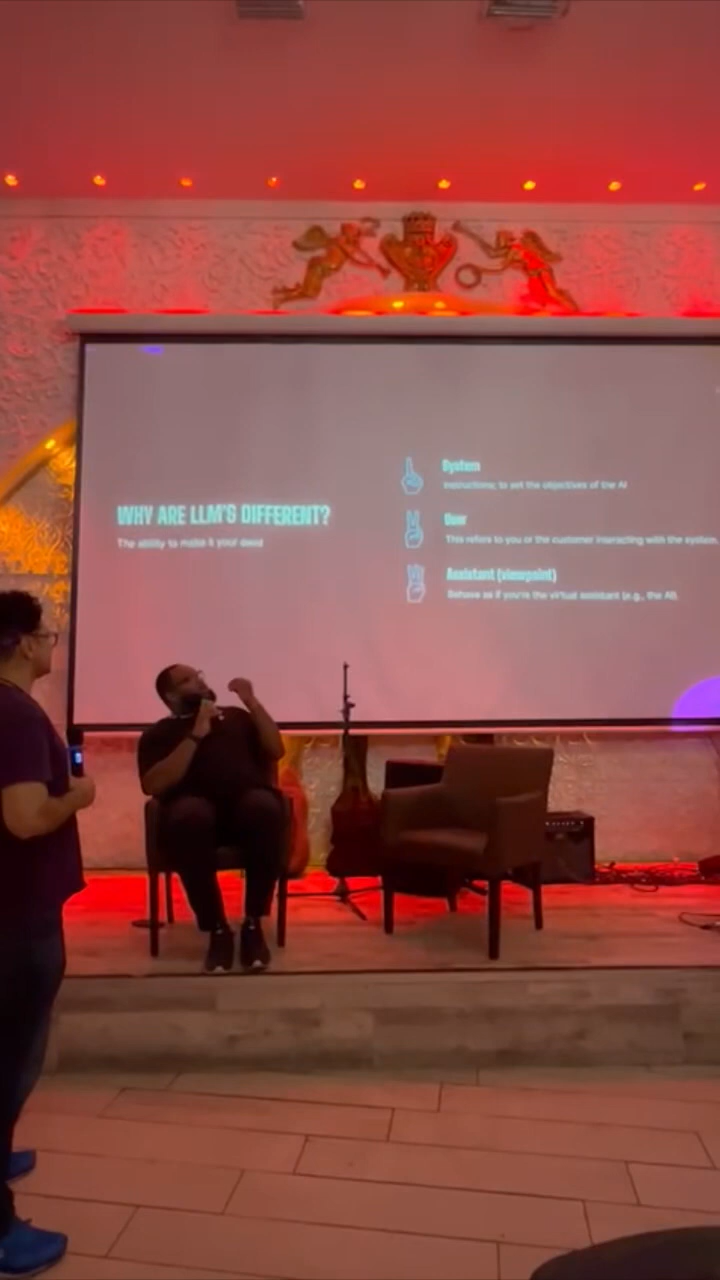 WHY ARE LLM'S DIFFERENT?
The ability to make it your own!
System
Instructions; to set the objectives of the AI
User
This refers to you or the customer interacting with the system.
Assistant (viewpoint)
Behave as if you're the virtual assistant (e.g., the AI).